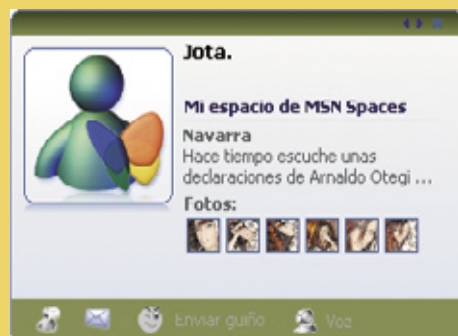 Jota.
Mi espacio de MSN Spaces
Navarra
Hace tiempo escuche unas
declaraciones de Arnaldo Otegi ...
Fotos:
Enviar guiño Voz